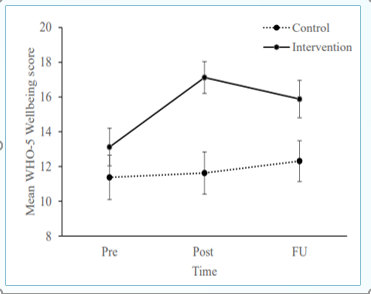 Control
Intervention
Mean WHO-5 Wellbeing score
20
18
16
14
12
10
8
Pre Post FU
Time